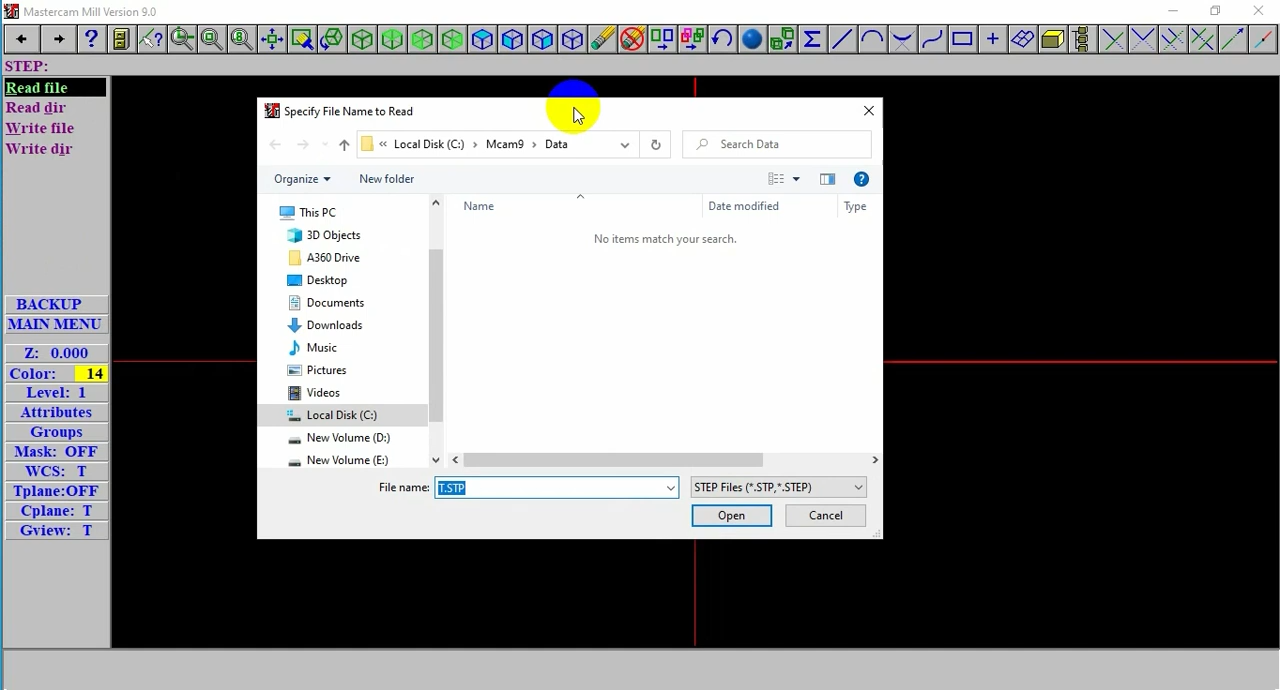 Mastercam Mill Version 9.0
STEP:
Read file
Read dir
Write file
Write dir
BACKUP
MAIN MENU
Z: 0.000
Color: 14
Level: 1
Attributes
Groups
Mask: OFF
WCS: T
Tplane:OFF
Cplane: T
Gview: T
Specify File Name to Read
« Local Disk (C:) › Mcam9 › Data
Search Data
Organize
New folder
This PC
3D Objects
A360 Drive
Desktop
Documents
Downloads
Music
Pictures
Videos
Local Disk (C:)
New Volume (D:)
New Volume (E:)
Name Date modified Type
No items match your search.
File name: T.STP
STEP Files (*.STP,*.STEP)
Open Cancel